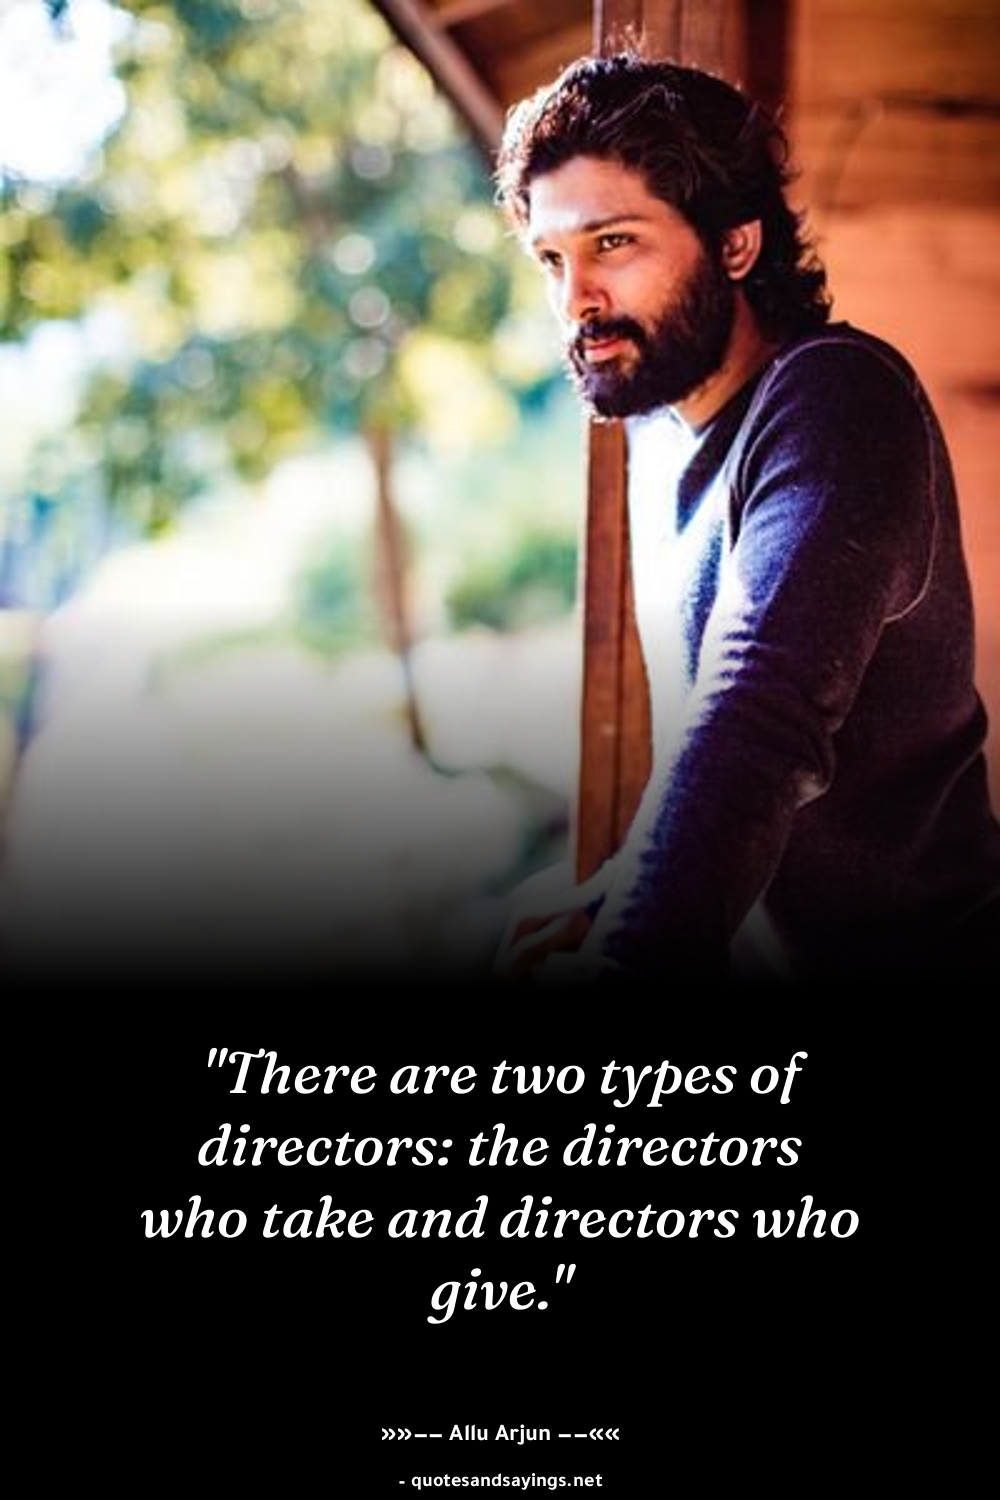 "There are two types of
directors: the directors
who take and directors who
give."
»»–– Allu Arjun ––««
- quotesandsayings.net